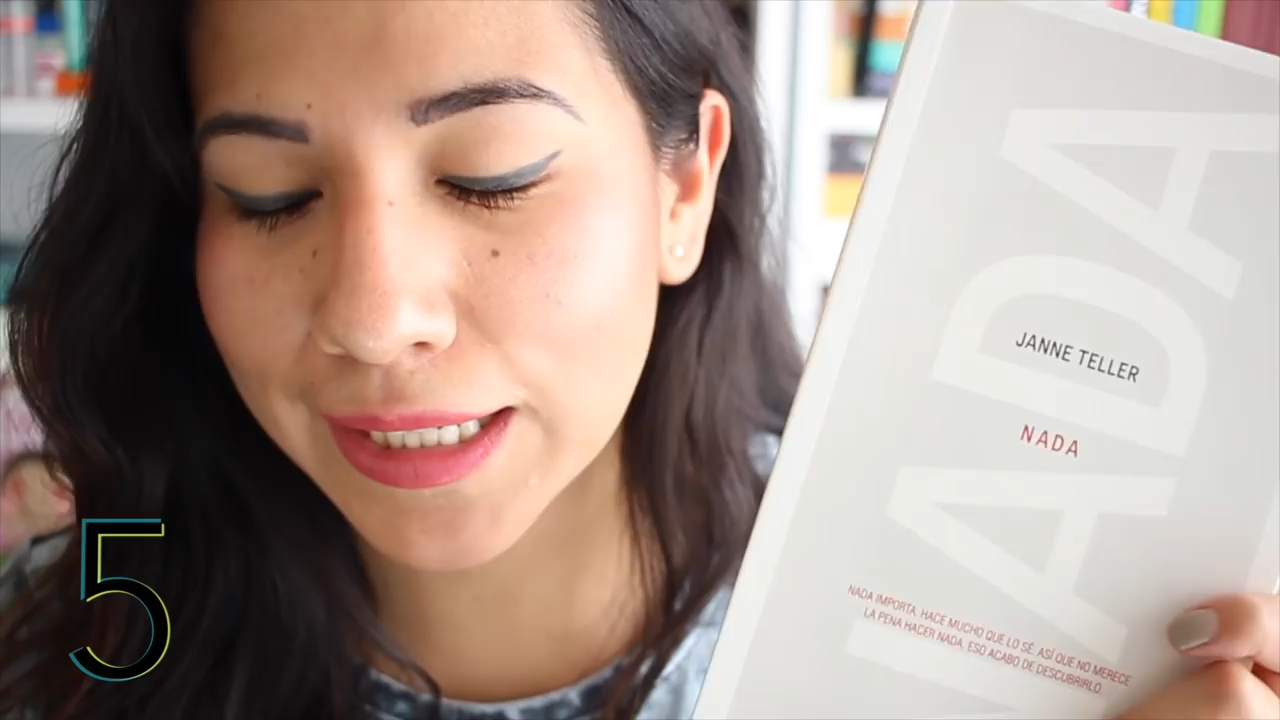 NADA
JANNE TELLER
NADA
NADA IMPORTA. HACE MUCHO QUE LO SÉ. ASÍ QUE NO MERECE
LA PENA HACER NADA. ESO ACABO DE DESCUBRIRLO.
5